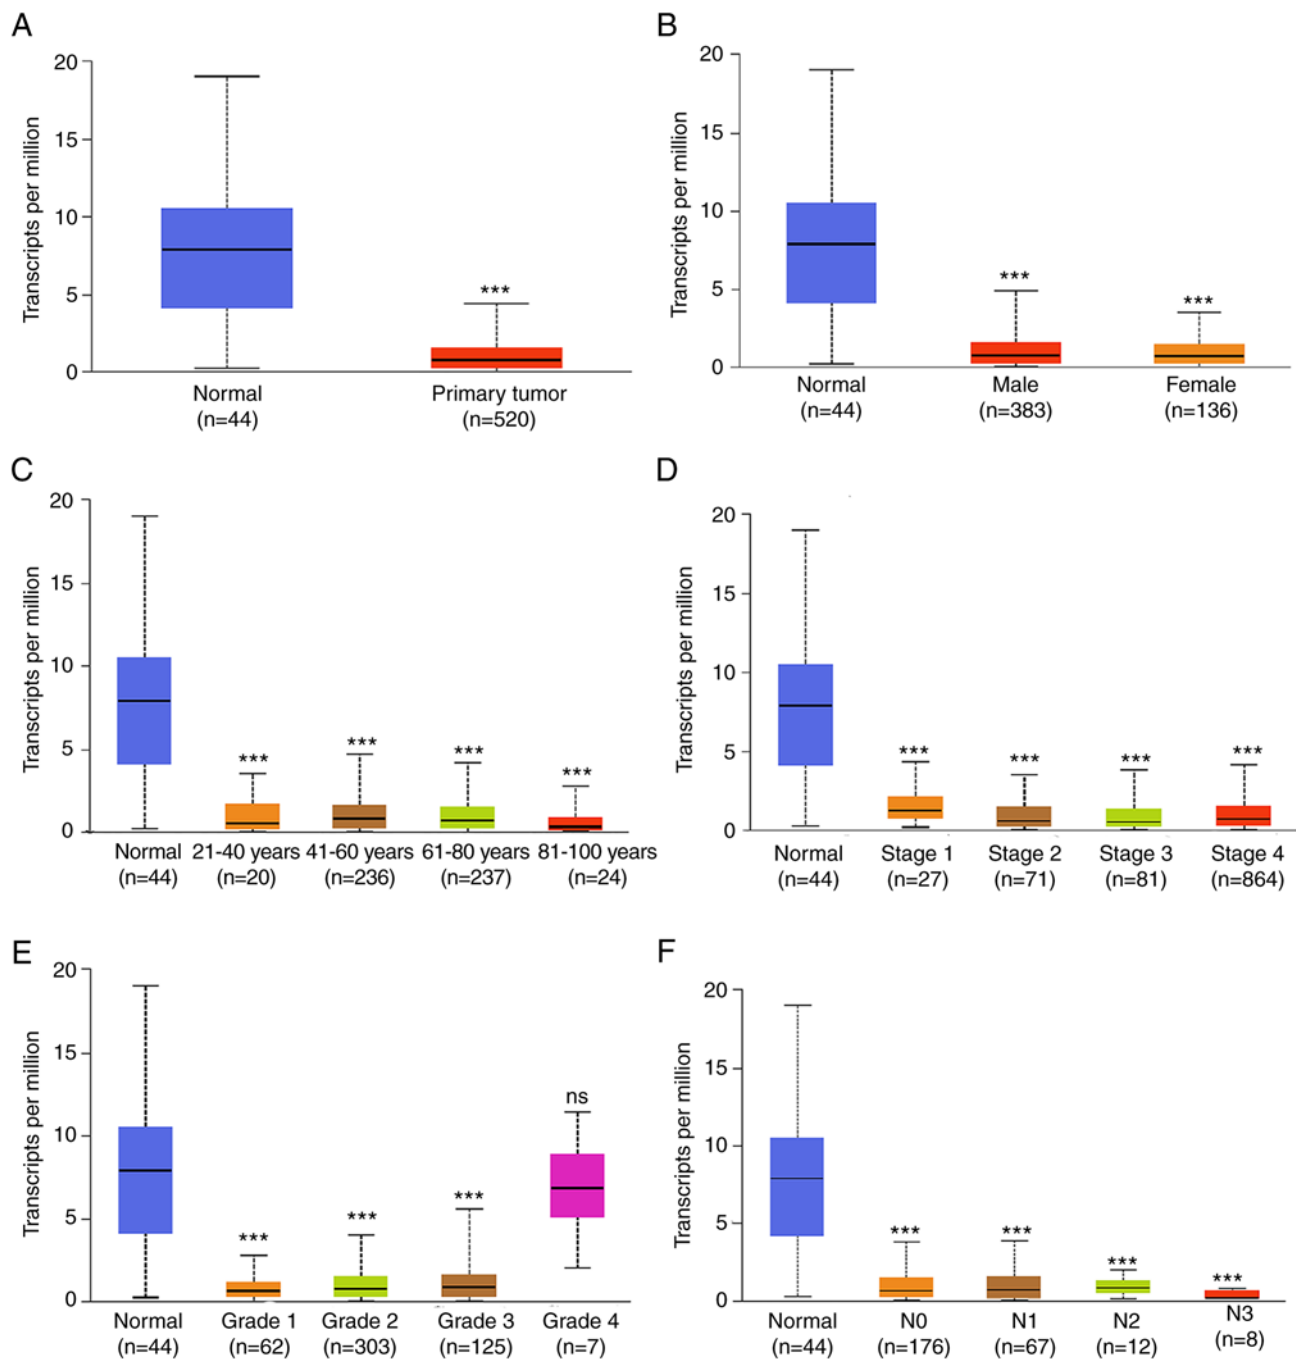 A
Transcripts per million
20
15
10
5
0
***
Normal
(n=44)
Primary tumor
(n=520)
B
Transcripts per million
20
15
10
5
0
***
***
Normal
(n=44)
Male
(n=383)
Female
(n=136)
C
Transcripts per million
20
15
10
5
0
***
***
***
***
Normal
(n=44)
21-40 years
(n=20)
41-60 years
(n=236)
61-80 years
(n=237)
81-100 years
(n=24)
D
Transcripts per million
20
15
10
5
0
***
***
***
***
Normal
(n=44)
Stage 1
(n=27)
Stage 2
(n=71)
Stage 3
(n=81)
Stage 4
(n=864)
E
Transcripts per million
20
15
10
5
0
***
***
***
ns
Normal
(n=44)
Grade 1
(n=62)
Grade 2
(n=303)
Grade 3
(n=125)
Grade 4
(n=7)
F
Transcripts per million
20
15
10
5
0
***
***
***
***
Normal
(n=44)
N0
(n=176)
N1
(n=67)
N2
(n=12)
N3
(n=8)